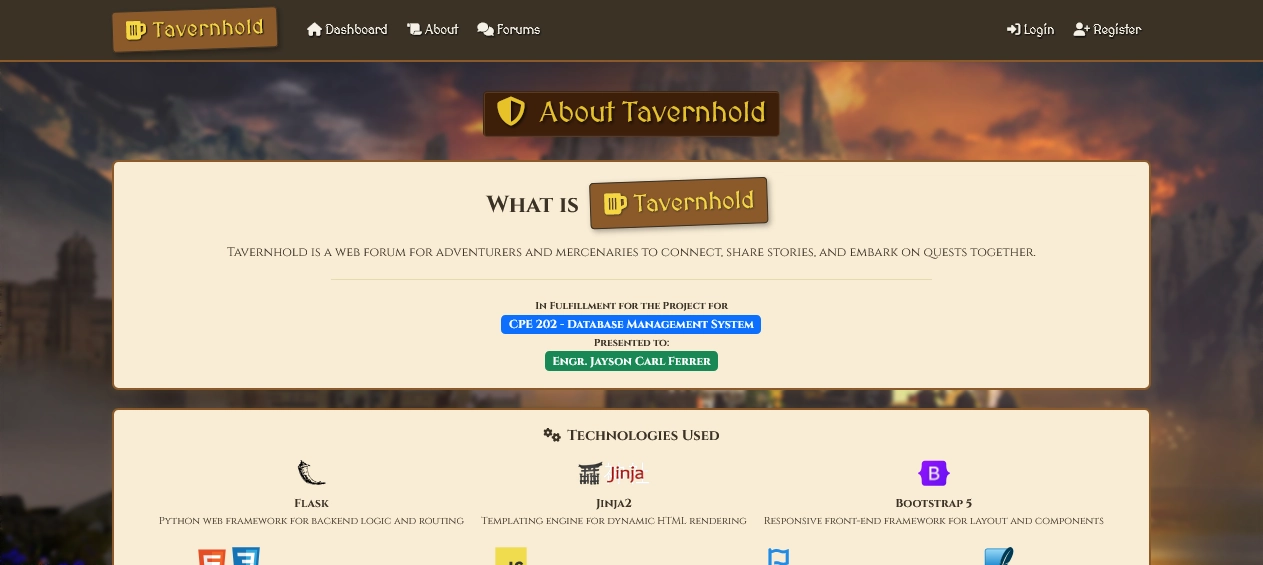 Tavernhold
Dashboard About Forums
Login Register
About Tavernhold
What is Tavernhold
Tavernhold is a web forum for adventurers and mercenaries to connect, share stories, and embark on quests together.
In Fulfillment for the Project for
CPE 202 - Database Management System
Presented to:
Engr. Jayson Carl Ferrer
Technologies Used
Jinja
B
Flask Jinja2 Bootstrap 5
Python web framework for backend logic and routing Templating engine for dynamic HTML rendering Responsive front-end framework for layout and components